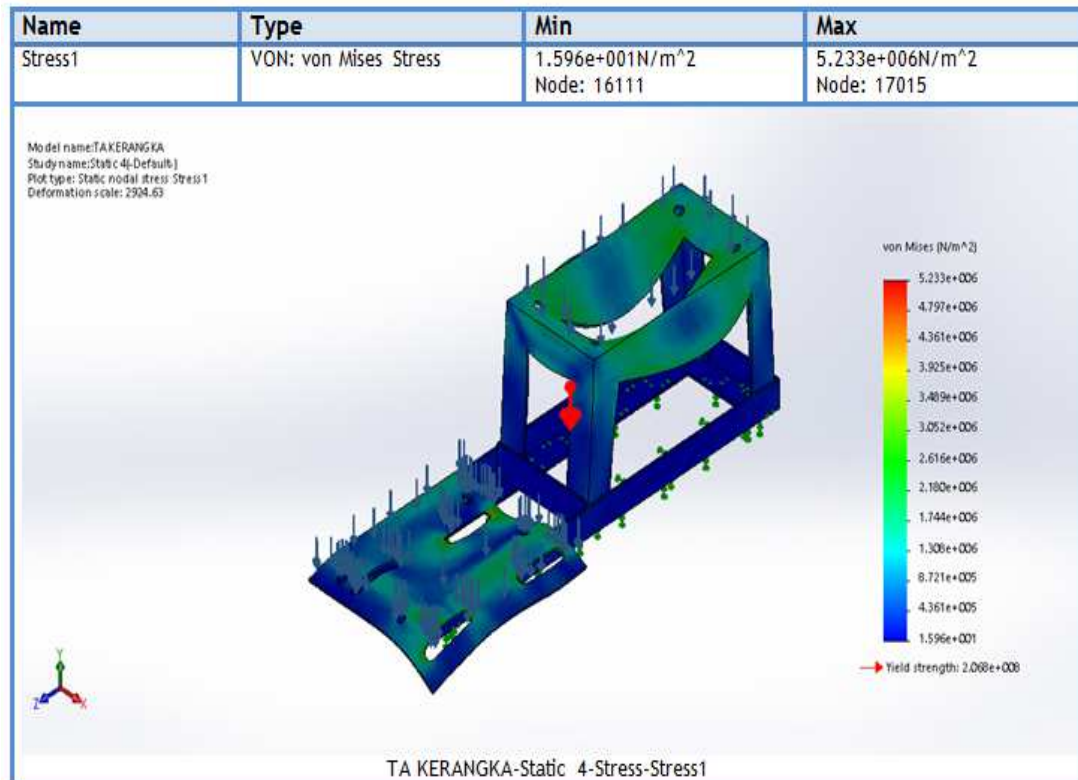 Name Type Min Max
Stress1 VON: von Mises Stress 1.596e+001N/m^2 5.233e+006N/m^2
Node: 16111 Node: 17015
Model name:TA KERANGKA
Study name:Static 4(-Default-)
Plot type: Static nodal stress Stress1
Deformation scale: 2924.63
von Mises (N/m^2)
5.233e+006
4.797e+006
4.361e+006
3.925e+006
3.489e+006
3.052e+006
2.616e+006
2.180e+006
1.744e+006
1.308e+006
8.721e+005
4.361e+005
1.596e+001
Yield strength: 2.068e+008
Y
Z
X
TA KERANGKA-Static 4-Stress-Stress1